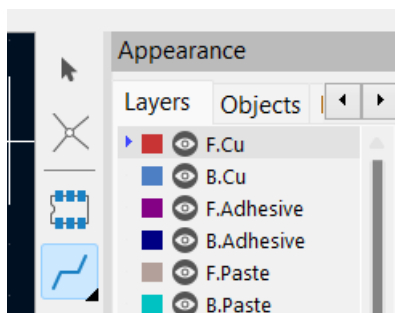 Appearance
Layers Objects
F.Cu
B.Cu
F.Adhesive
B.Adhesive
F.Paste
B.Paste